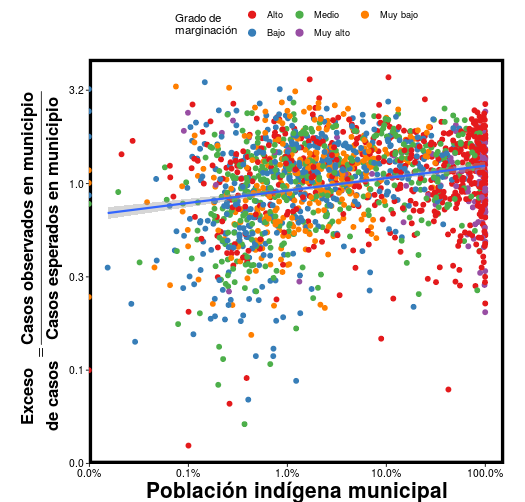 Grado de
marginación
Alto
Medio
Muy bajo
Bajo
Muy alto
Exceso
de casos
=
Casos observados en municipio
Casos esperados en municipio
3.2
1.0
0.3
0.1
0.0
0.0%
0.1%
1.0%
10.0%
100.0%
Población indígena municipal